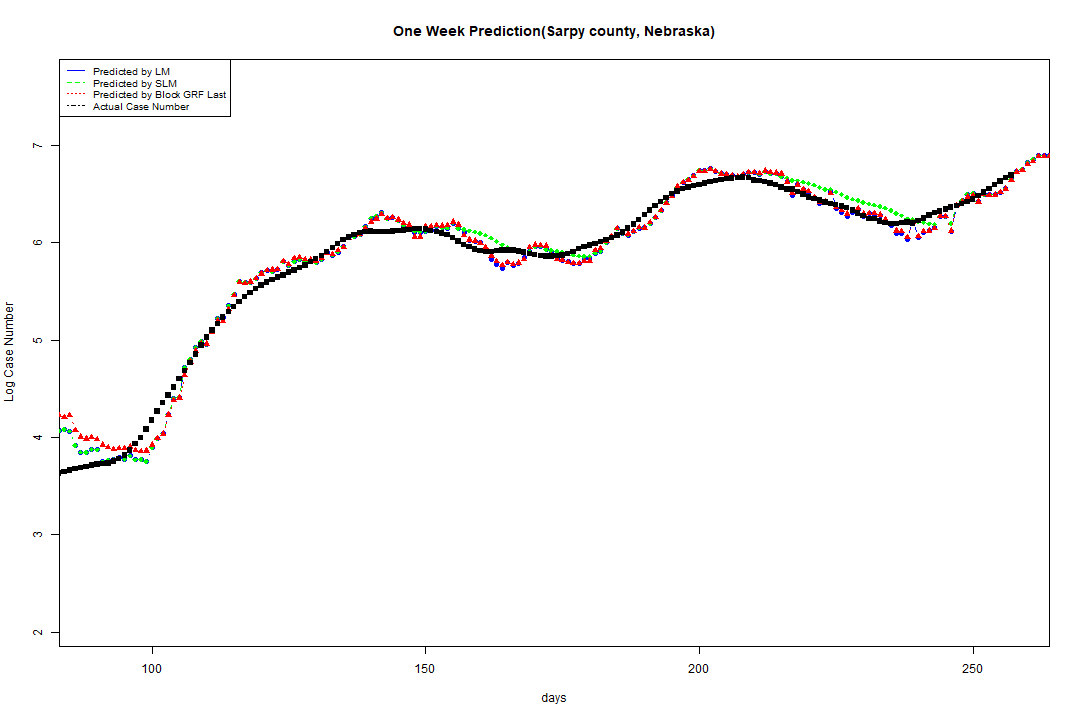 One Week Prediction(Sarpy county, Nebraska)
Predicted by LM
Predicted by SLM
Predicted by Block GRF Last
Actual Case Number
7
6
5
4
3
2
Log Case Number
100 150 200 250
days